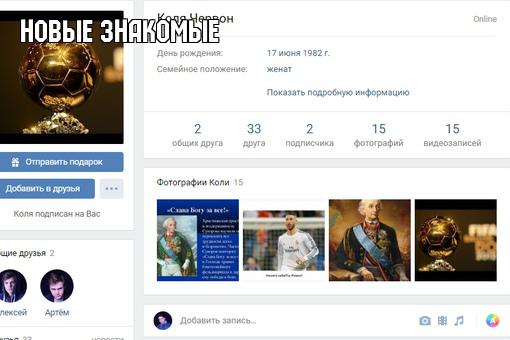 НОВЫЕ ЗНАКОМЫЕ
Коля Червон
Online
День рождения: 17 июня 1982 г.
Семейное положение: женат
Показать подробную информацию
2 33 2 15 15
общих друга друга подписчика фотографий видеозаписей
Отправить подарок
Добавить в друзья
Коля подписан на Вас
Фотографии Коли 15
«Слава Богу за все!»
бщие друзья 2
лексей Артём
Добавить запись...
A